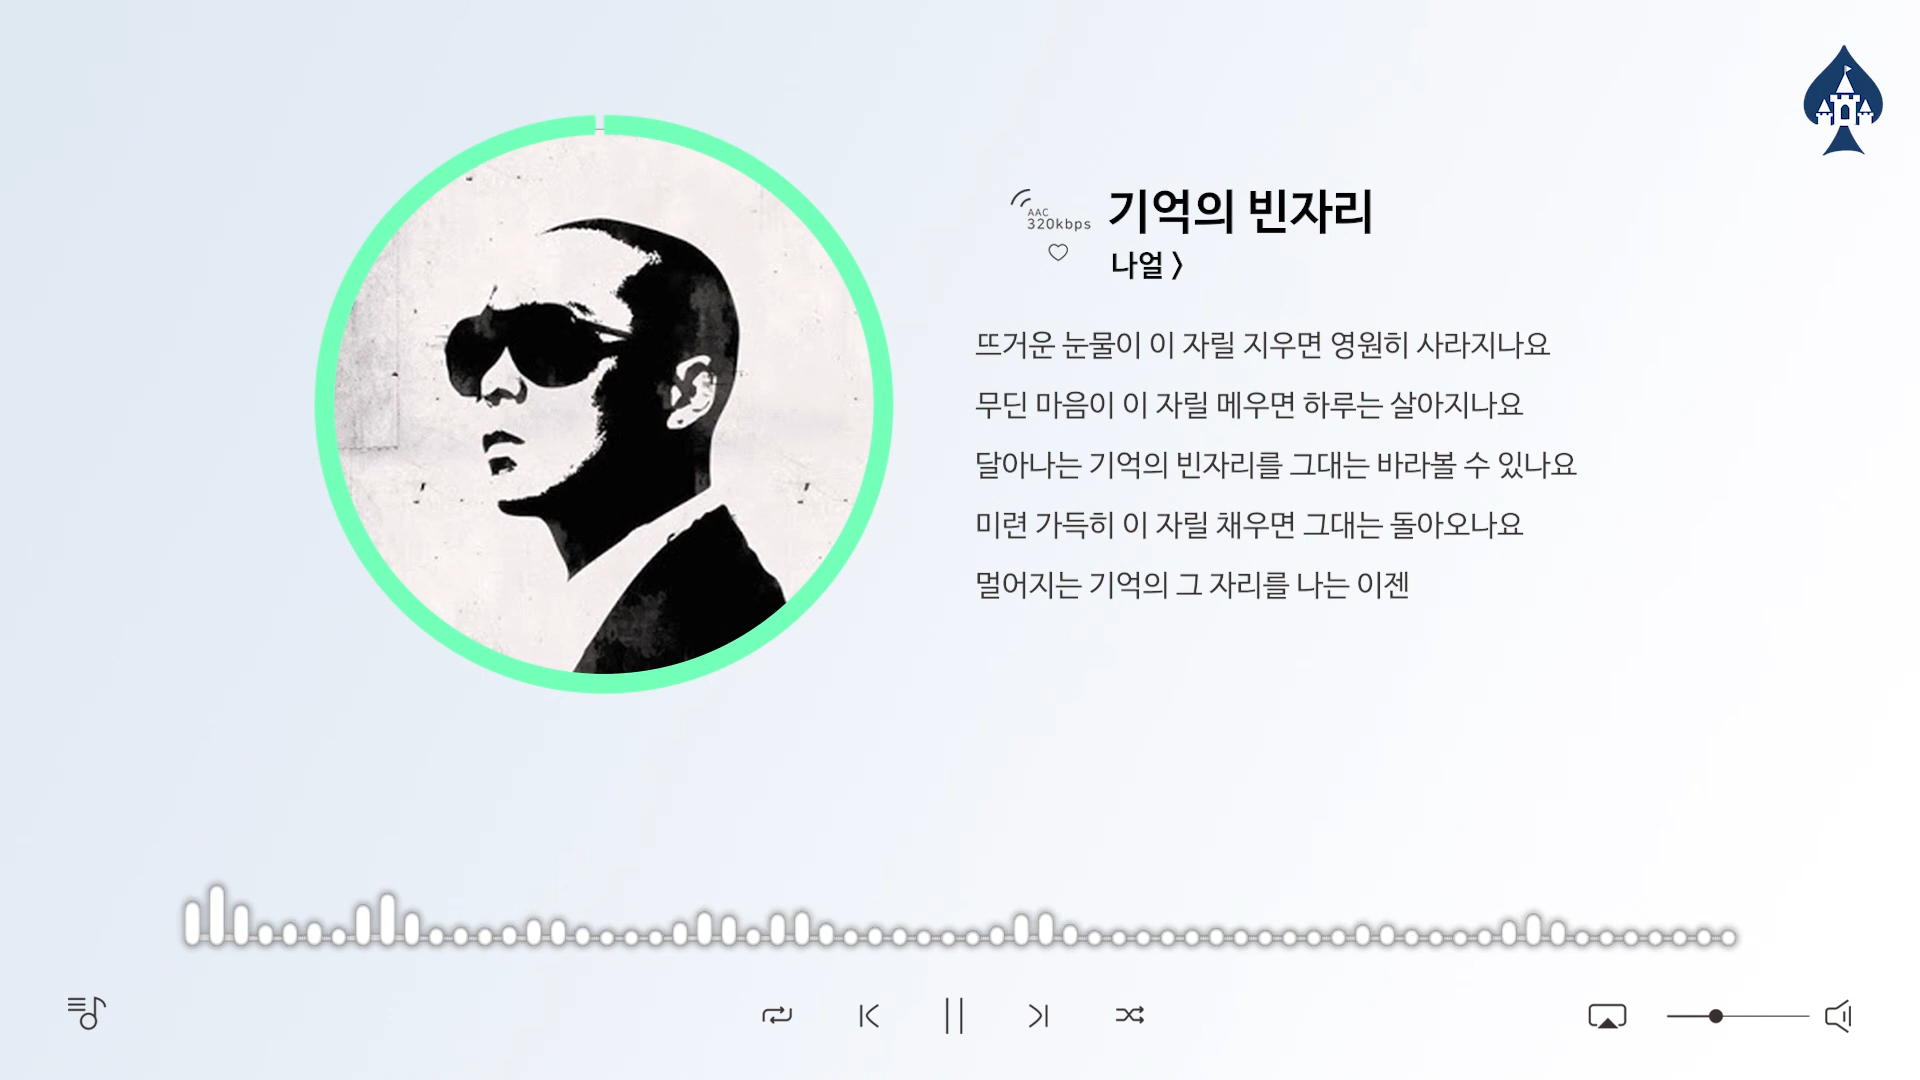 AAC
320kbps
기억의 빈자리
나얼 〉
뜨거운 눈물이 이 자릴 지우면 영원히 사라지나요
무딘 마음이 이 자릴 메우면 하루는 살아지나요
달아나는 기억의 빈자리를 그대는 바라볼 수 있나요
미련 가득히 이 자릴 채우면 그대는 돌아오나요
멀어지는 기억의 그 자리를 나는 이젠